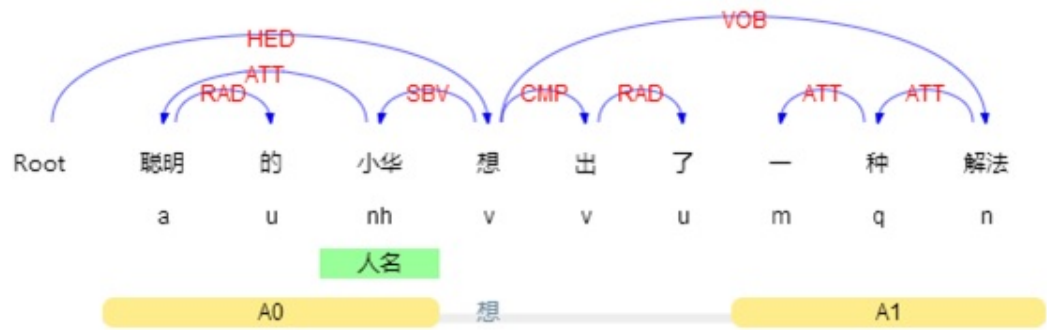 VOB
HED
ATT
RAD SBV CMP RAD ATT ATT
Root 聪明 的 小华 想 出 了 一 种 解法
a u nh v v u m q n
人名
A0 想 A1